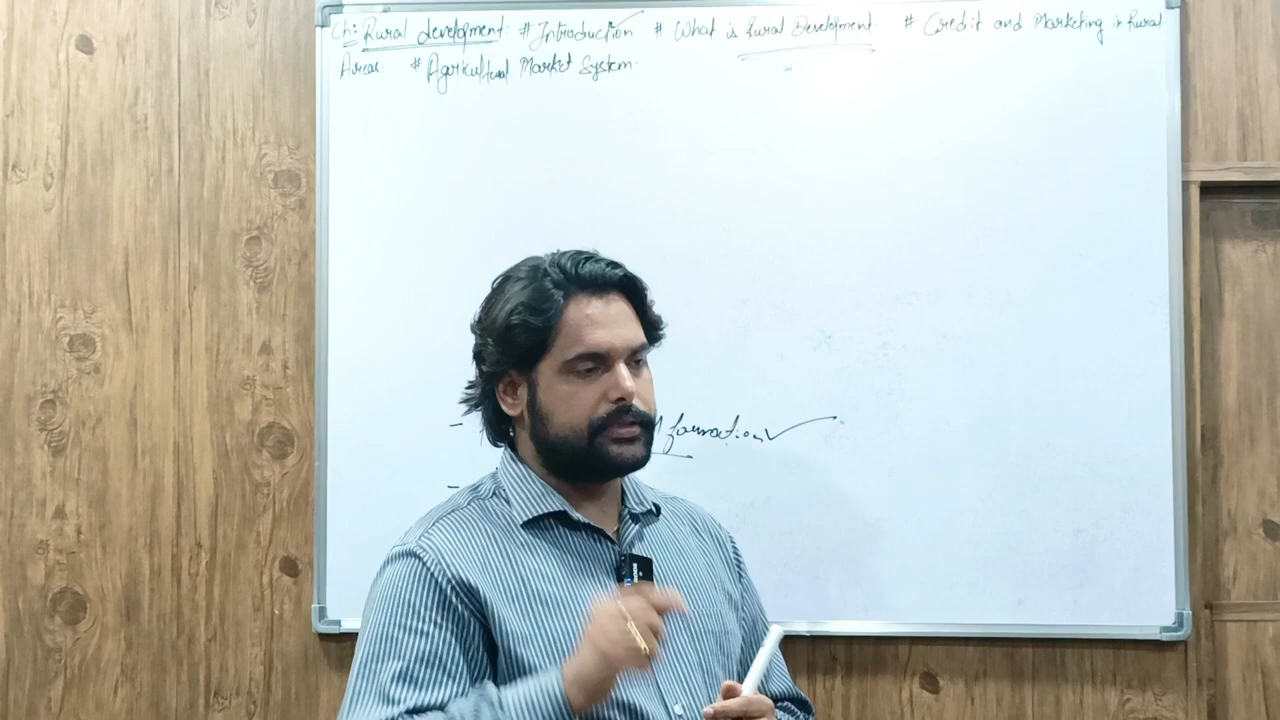 Ch: Rural development: # Introduction # What is Rural Development # Credit and Marketing in Rural
Areas # Agricultural Market System.
formation